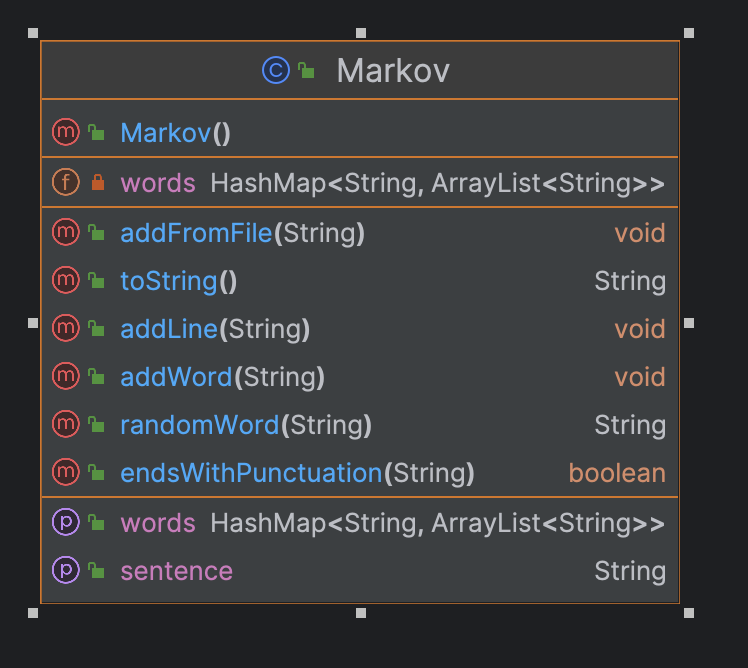 C Markov
m Markov()
f words HashMap<String, ArrayList<String>>
m addFromFile(String) void
m toString() String
m addLine(String) void
m addWord(String) void
m randomWord(String) String
m endsWithPunctuation(String) boolean
p words HashMap<String, ArrayList<String>>
p sentence String